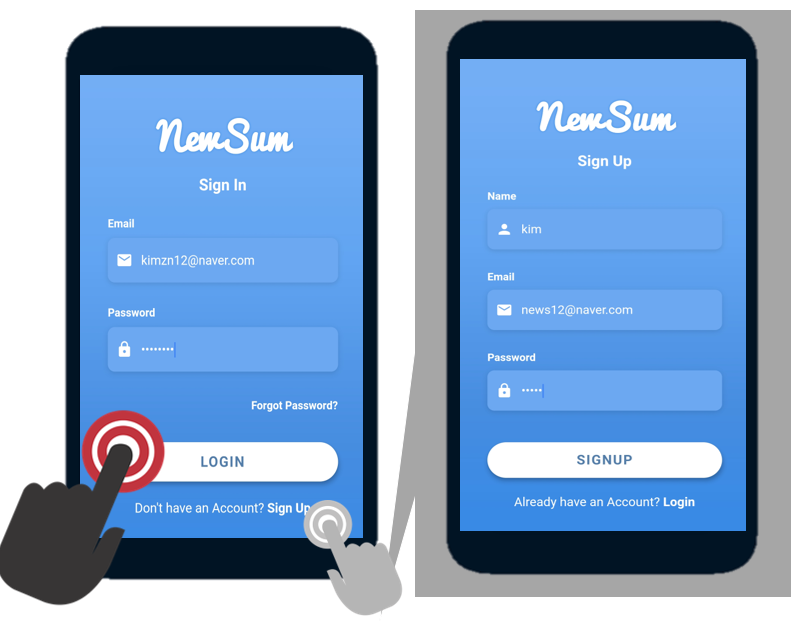 NewSum
Sign In
Email
kimzn12@naver.com
Password
••••••••
Forgot Password?
LOGIN
Don't have an Account? Sign Up
NewSum
Sign Up
Name
kim
Email
news12@naver.com
Password
•••••
SIGNUP
Already have an Account? Login